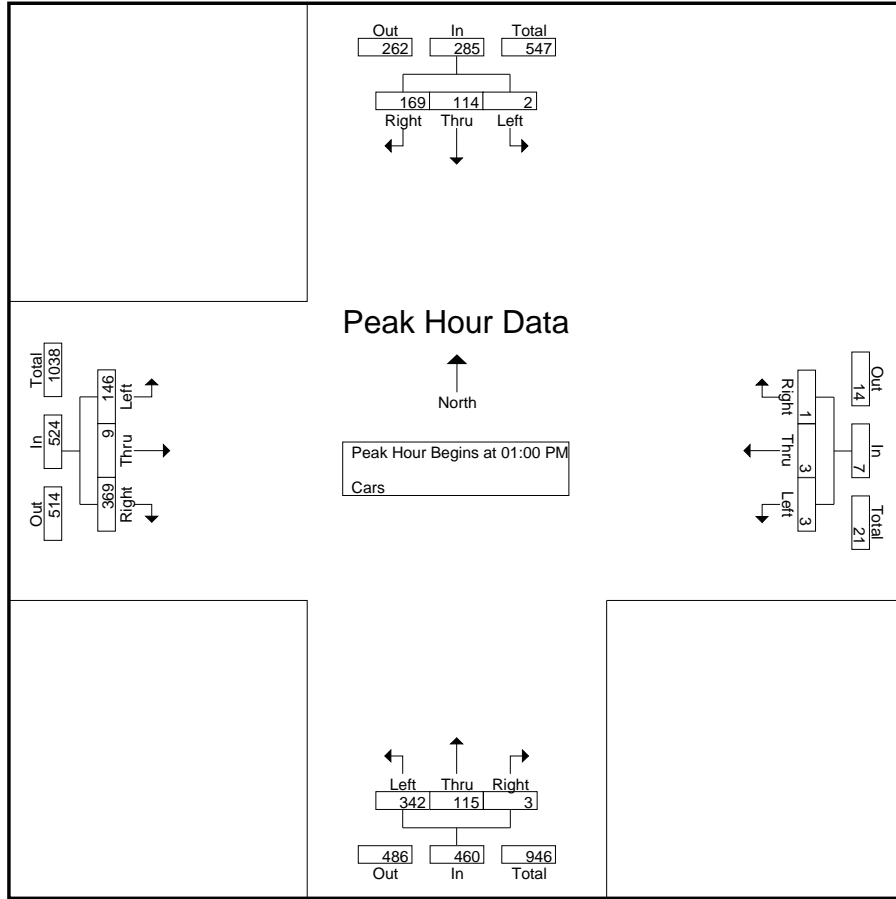 Out In Total
262 285 547
169 114 2
Right Thru Left
Peak Hour Data
North
Peak Hour Begins at 01:00 PM
Cars
Total 1038
In 524
Out 514
146 Left
9 Thru
369 Right
Right 1
Thru 3
Left 3
Out 14
In 7
Total 21
Left Thru Right
342 115 3
486 460 946
Out In Total